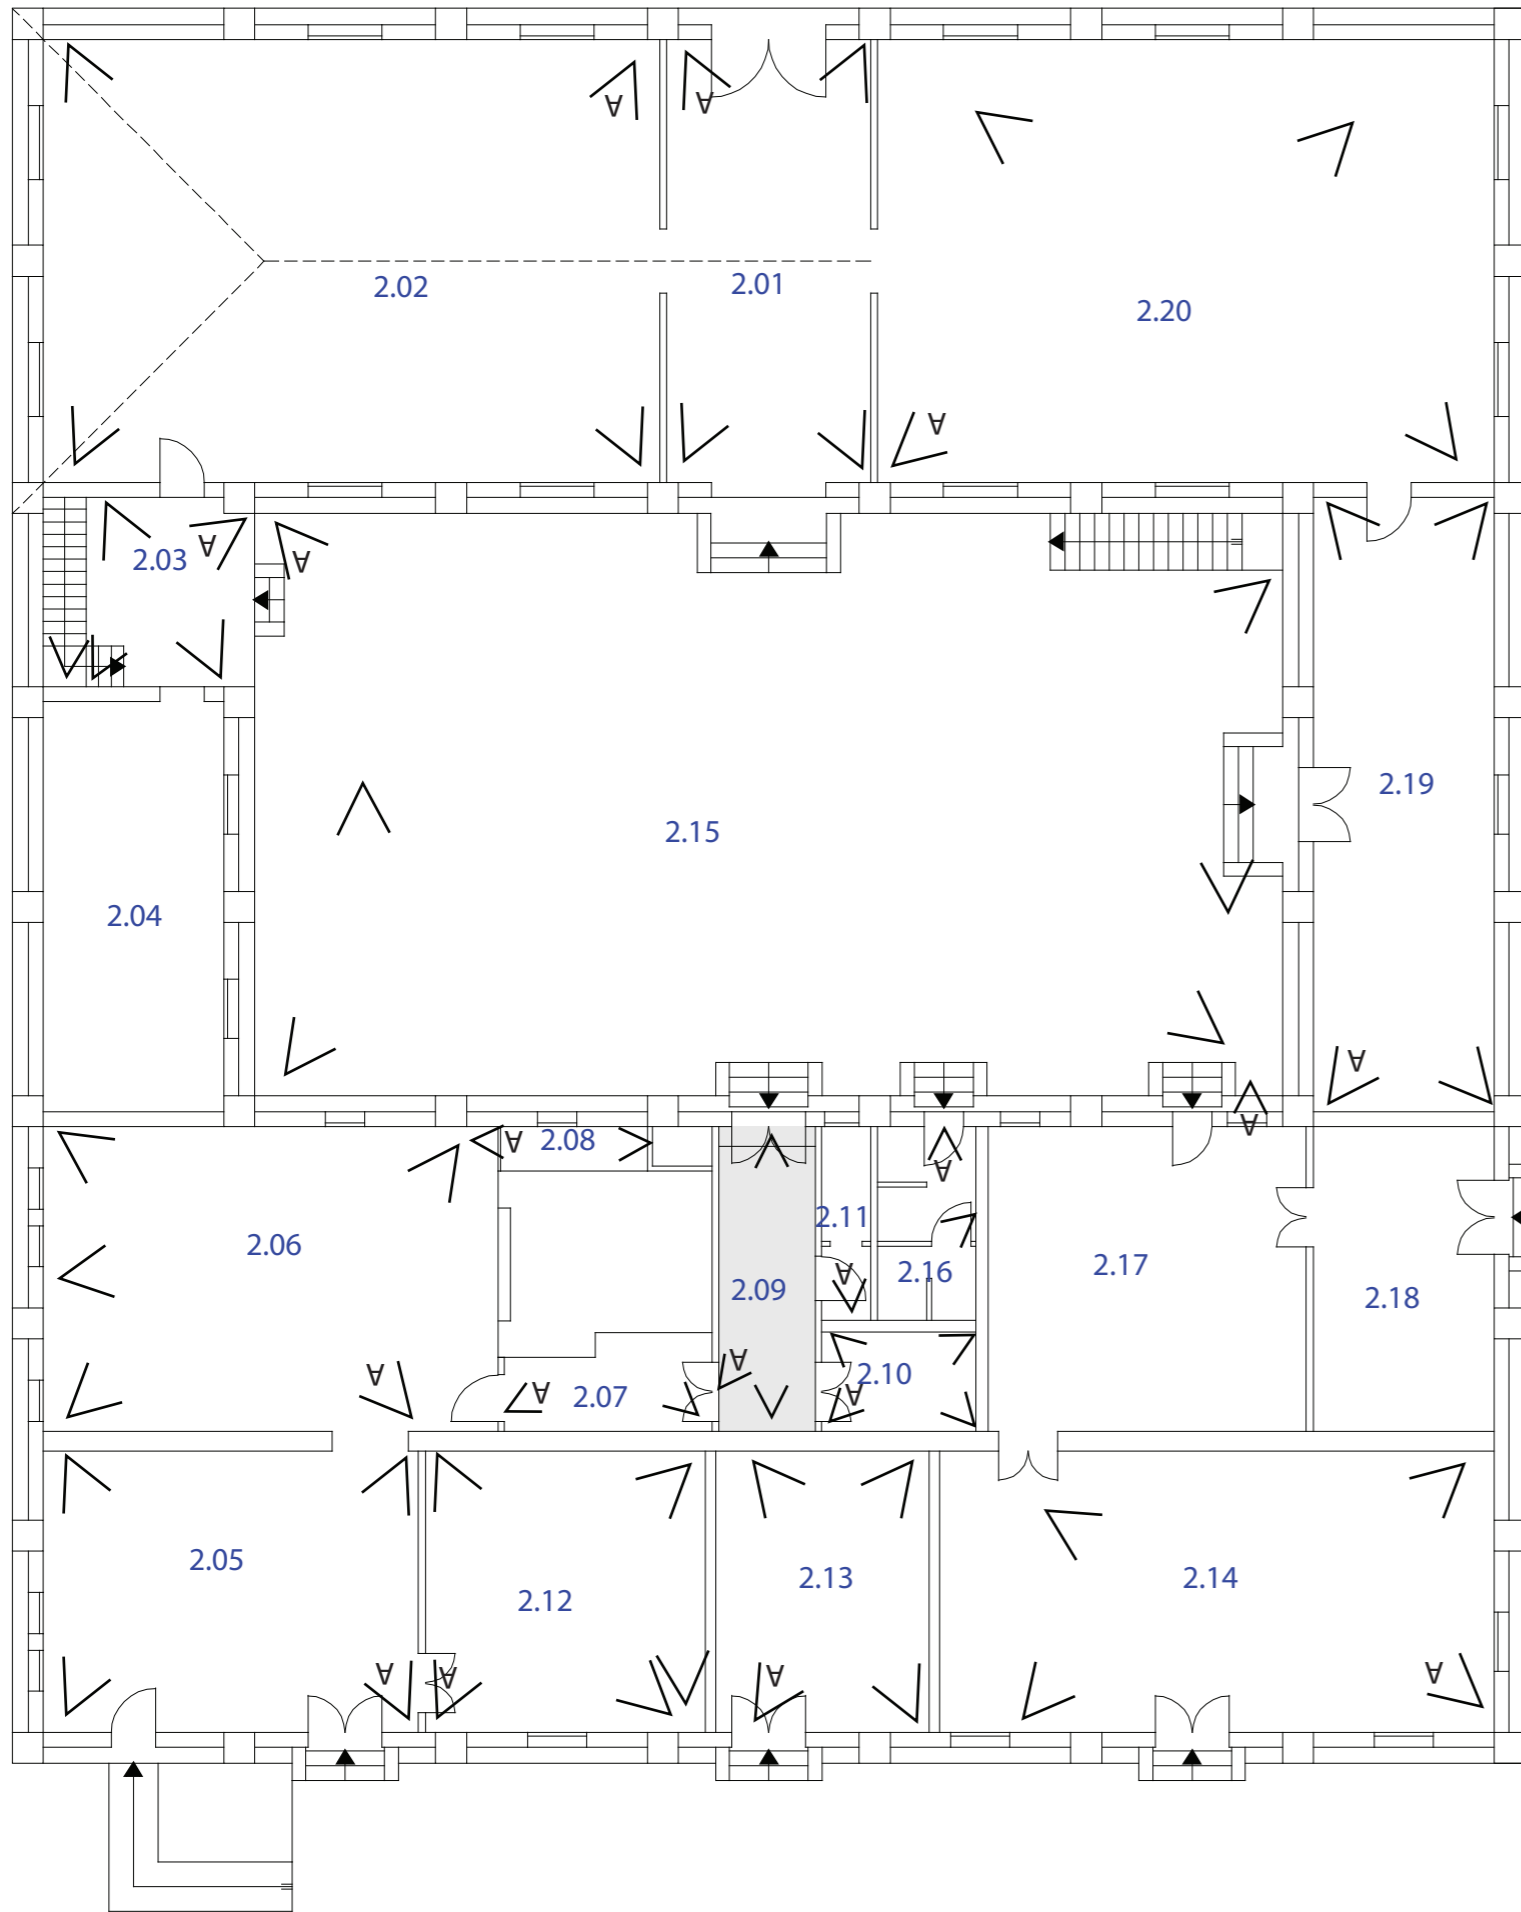 ∀ ∀
2.02 2.01 2.20
∀
2.03 ∀ ∀
2.15 2.19
2.04
∀
∀ 2.08 ∀
∀
2.06 2.11 2.17
2.09 ∀ 2.16 2.18
∀ ∀ 2.10
∀ 2.07 ∀
2.05 2.12 2.13 2.14
∀ ∀ ∀ ∀